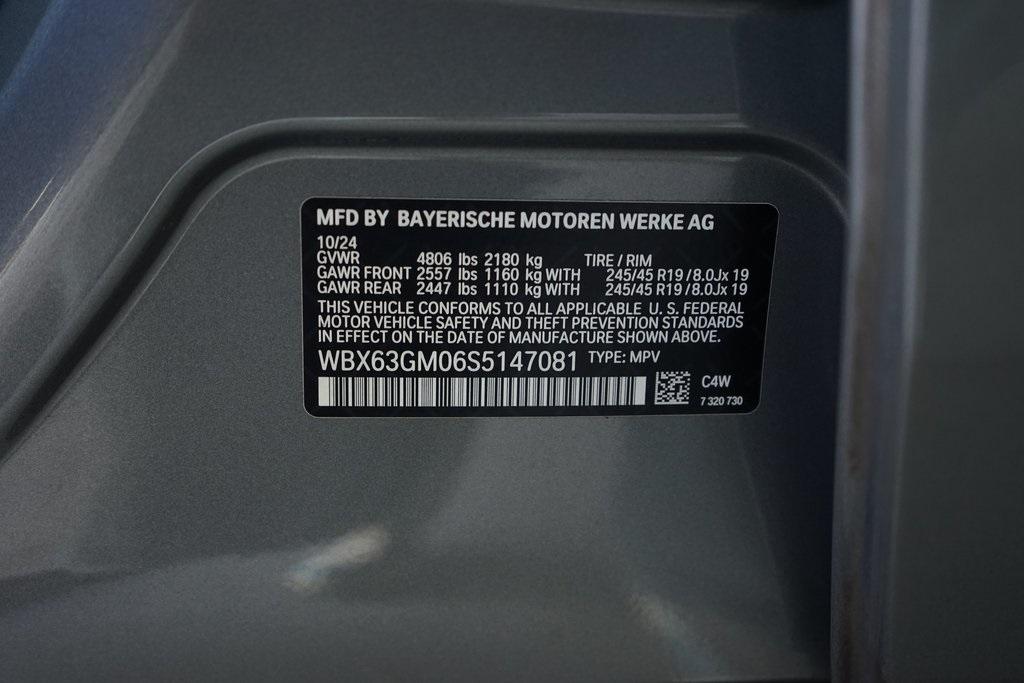 MFD BY BAYERISCHE MOTOREN WERKE AG
10/24
GVWR 4806 lbs 2180 kg TIRE / RIM
GAWR FRONT 2557 lbs 1160 kg WITH 245/45 R19 / 8.0Jx 19
GAWR REAR 2447 lbs 1110 kg WITH 245/45 R19 / 8.0Jx 19
THIS VEHICLE CONFORMS TO ALL APPLICABLE U. S. FEDERAL
MOTOR VEHICLE SAFETY AND THEFT PREVENTION STANDARDS
IN EFFECT ON THE DATE OF MANUFACTURE SHOWN ABOVE.
WBX63GM06S5147081 TYPE: MPV
C4W
7 320 730